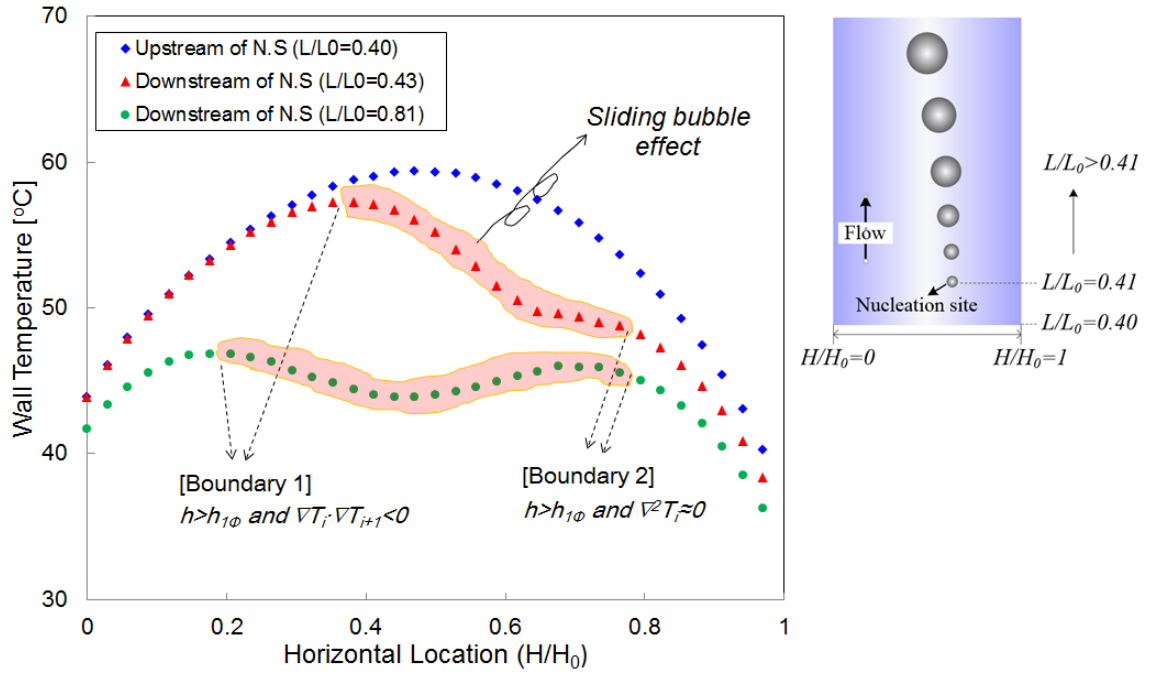 70
60
50
40
30
Wall Temperature [°C]
Upstream of N.S (L/L0=0.40)
Downstream of N.S (L/L0=0.43)
Downstream of N.S (L/L0=0.81)
Sliding bubble
effect
[Boundary 1]
h>h1Φ and ∇Ti·∇Ti+1<0
[Boundary 2]
h>h1Φ and ∇²Ti≈0
0
0.2
0.4
0.6
0.8
1
Horizontal Location (H/H0)
Flow
Nucleation site
L/L0>0.41
L/L0=0.41
L/L0=0.40
H/H0=0
H/H0=1